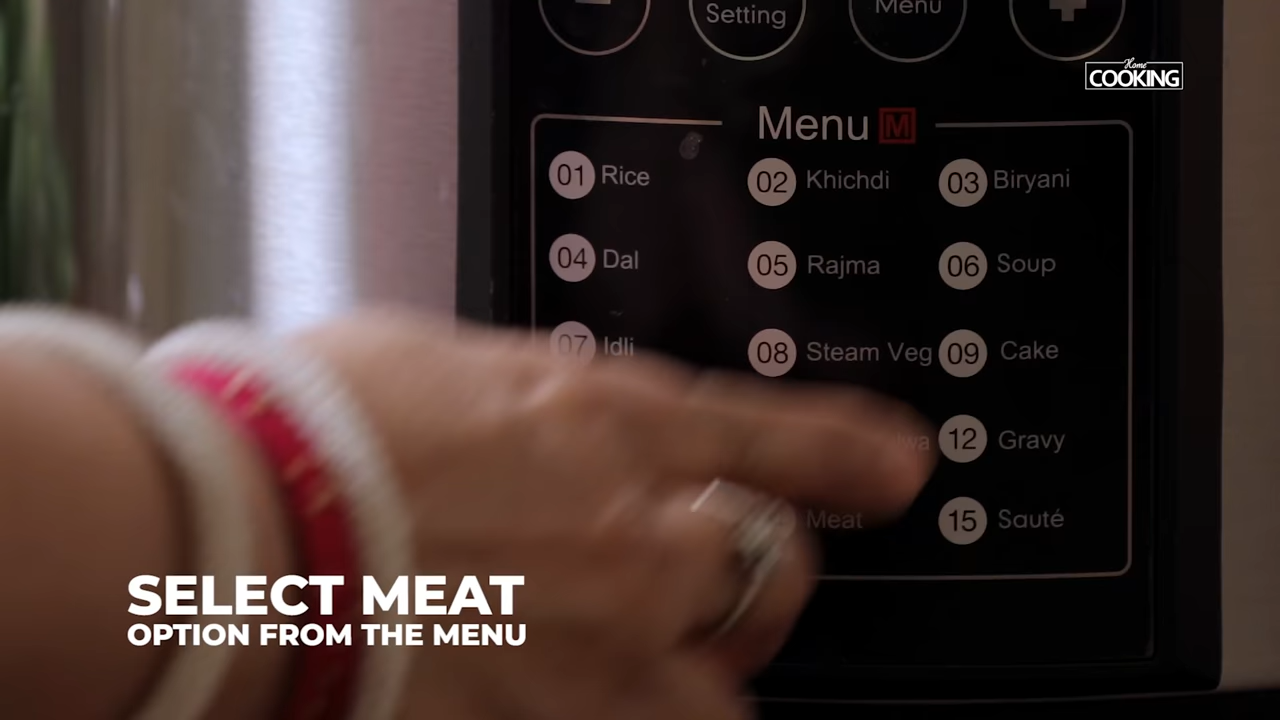 Setting
Menu
Home
COOKING
Menu M
01 Rice
02 Khichdi
03 Biryani
04 Dal
05 Rajma
06 Soup
07 Idli
08 Steam Veg
09 Cake
12 Gravy
Meat
15 Sauté
SELECT MEAT
OPTION FROM THE MENU